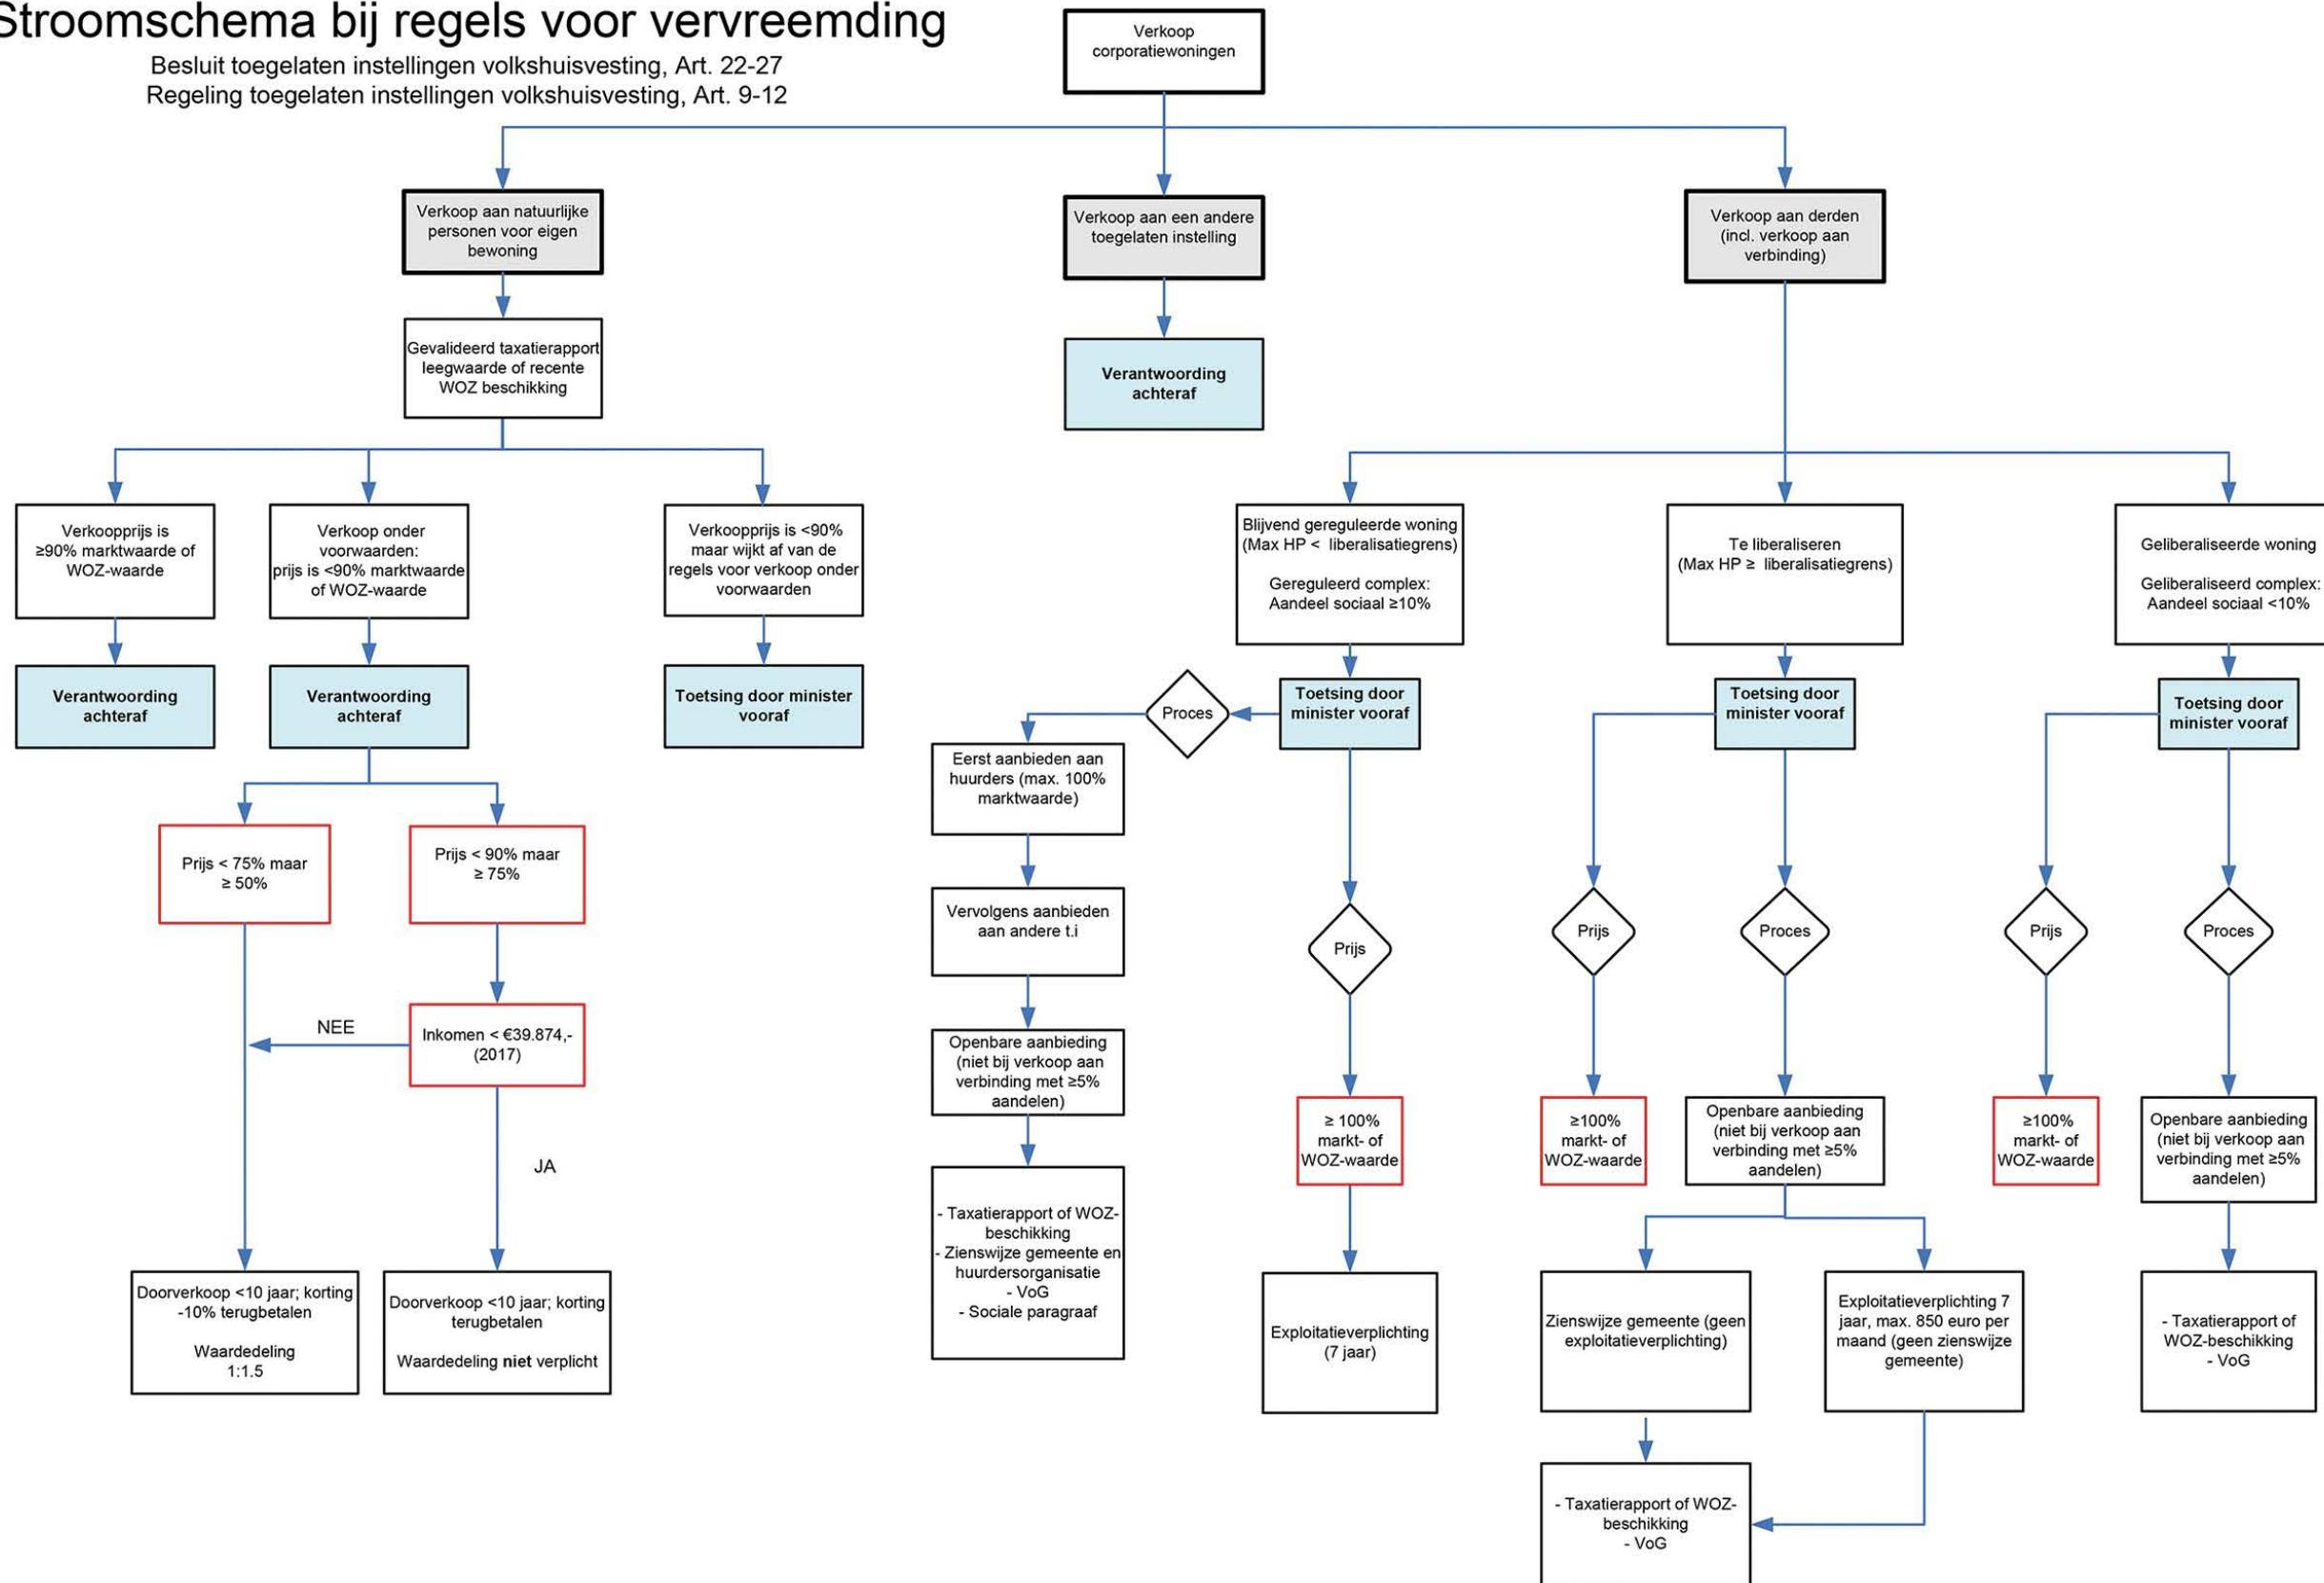 Stroomschema bij regels voor vervreemding
Besluit toegelaten instellingen volkshuisvesting, Art. 22-27
Regeling toegelaten instellingen volkshuisvesting, Art. 9-12
Verkoop
corporatiewoningen
Verkoop aan natuurlijke
personen voor eigen
bewoning
Verkoop aan een andere
toegelaten instelling
Verkoop aan derden
(incl. verkoop aan
verbinding)
Gevalideerd taxatierapport
leegwaarde of recente
WOZ beschikking
Verantwoording
achteraf
Verkoopprijs is
≥90% marktwaarde of
WOZ-waarde
Verkoop onder
voorwaarden:
prijs is <90% marktwaarde
of WOZ-waarde
Verkoopprijs is <90%
maar wijkt af van de
regels voor verkoop onder
voorwaarden
Blijvend gereguleerde woning
(Max HP < liberalisatiegrens)
Gereguleerd complex:
Aandeel sociaal ≥10%
Te liberaliseren
(Max HP ≥ liberalisatiegrens)
Geliberaliseerde woning
Geliberaliseerd complex:
Aandeel sociaal <10%
Verantwoording
achteraf
Verantwoording
achteraf
Toetsing door minister
vooraf
Proces
Toetsing door
minister vooraf
Toetsing door
minister vooraf
Toetsing door
minister vooraf
Eerst aanbieden aan
huurders (max. 100%
marktwaarde)
Prijs < 75% maar
≥ 50%
Prijs < 90% maar
≥ 75%
Vervolgens aanbieden
aan andere t.i
Prijs
Prijs
Proces
Prijs
Proces
NEE
Inkomen < €39.874,-
(2017)
Openbare aanbieding
(niet bij verkoop aan
verbinding met ≥5%
aandelen)
≥ 100%
markt- of
WOZ-waarde
≥100%
markt- of
WOZ-waarde
Openbare aanbieding
(niet bij verkoop aan
verbinding met ≥5%
aandelen)
≥100%
markt- of
WOZ-waarde
Openbare aanbieding
(niet bij verkoop aan
verbinding met ≥5%
aandelen)
JA
- Taxatierapport of WOZ-
beschikking
- Zienswijze gemeente en
huurdersorganisatie
- VoG
- Sociale paragraaf
Doorverkoop <10 jaar; korting
-10% terugbetalen
Waardedeling
1:1.5
Doorverkoop <10 jaar; korting
terugbetalen
Waardedeling niet verplicht
Exploitatieverplichting
(7 jaar)
Zienswijze gemeente (geen
exploitatieverplichting)
Exploitatieverplichting 7
jaar, max. 850 euro per
maand (geen zienswijze
gemeente)
- Taxatierapport of
WOZ-beschikking
- VoG
- Taxatierapport of WOZ-
beschikking
- VoG